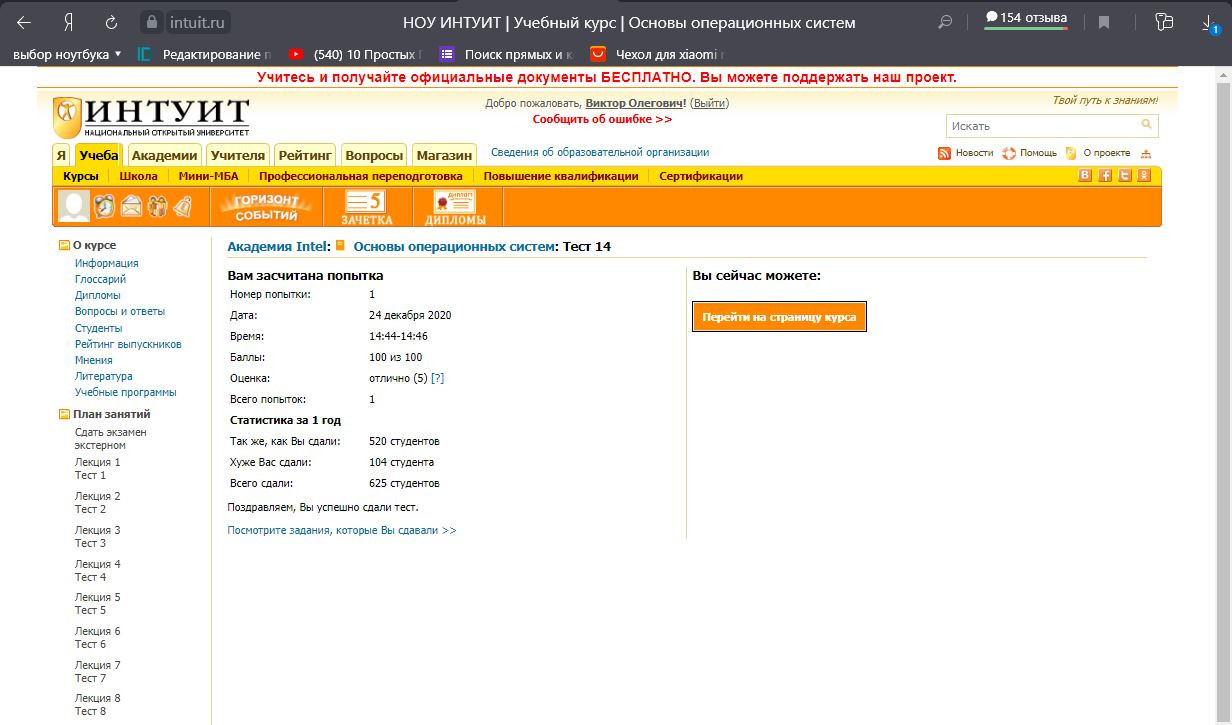 Я
intuit.ru
НОУ ИНТУИТ | Учебный курс | Основы операционных систем
154 отзыва
1
выбор ноутбука
Редактирование
(540) 10 Простых
Поиск прямых и к
Чехол для xiaomi
Учитесь и получайте официальные документы БЕСПЛАТНО. Вы можете поддержать наш проект.
ИНТУИТ
НАЦИОНАЛЬНЫЙ ОТКРЫТЫЙ УНИВЕРСИТЕТ
Добро пожаловать, Виктор Олегович! (Выйти)
Сообщить об ошибке >>
Твой путь к знаниям!
Искать
Я Учеба Академии Учителя Рейтинг Вопросы Магазин
Сведения об образовательной организации
Новости Помощь О проекте
Курсы Школа Мини-МБА Профессиональная переподготовка Повышение квалификации Сертификации
ГОРИЗОНТ СОБЫТИЙ
5
ЗАЧЕТКА
ДИПЛОМ
ДИПЛОМЫ
О курсе
Информация
Глоссарий
Дипломы
Вопросы и ответы
Студенты
Рейтинг выпускников
Мнения
Литература
Учебные программы
План занятий
Сдать экзамен
экстерном
Лекция 1
Тест 1
Лекция 2
Тест 2
Лекция 3
Тест 3
Лекция 4
Тест 4
Лекция 5
Тест 5
Лекция 6
Тест 6
Лекция 7
Тест 7
Лекция 8
Тест 8
Академия Intel: Основы операционных систем: Тест 14
Вам засчитана попытка
Номер попытки: 1
Дата: 24 декабря 2020
Время: 14:44-14:46
Баллы: 100 из 100
Оценка: отлично (5) [?]
Всего попыток: 1
Статистика за 1 год
Так же, как Вы сдали: 520 студентов
Хуже Вас сдали: 104 студента
Всего сдали: 625 студентов
Поздравляем, Вы успешно сдали тест.
Посмотрите задания, которые Вы сдавали >>
Вы сейчас можете:
Перейти на страницу курса